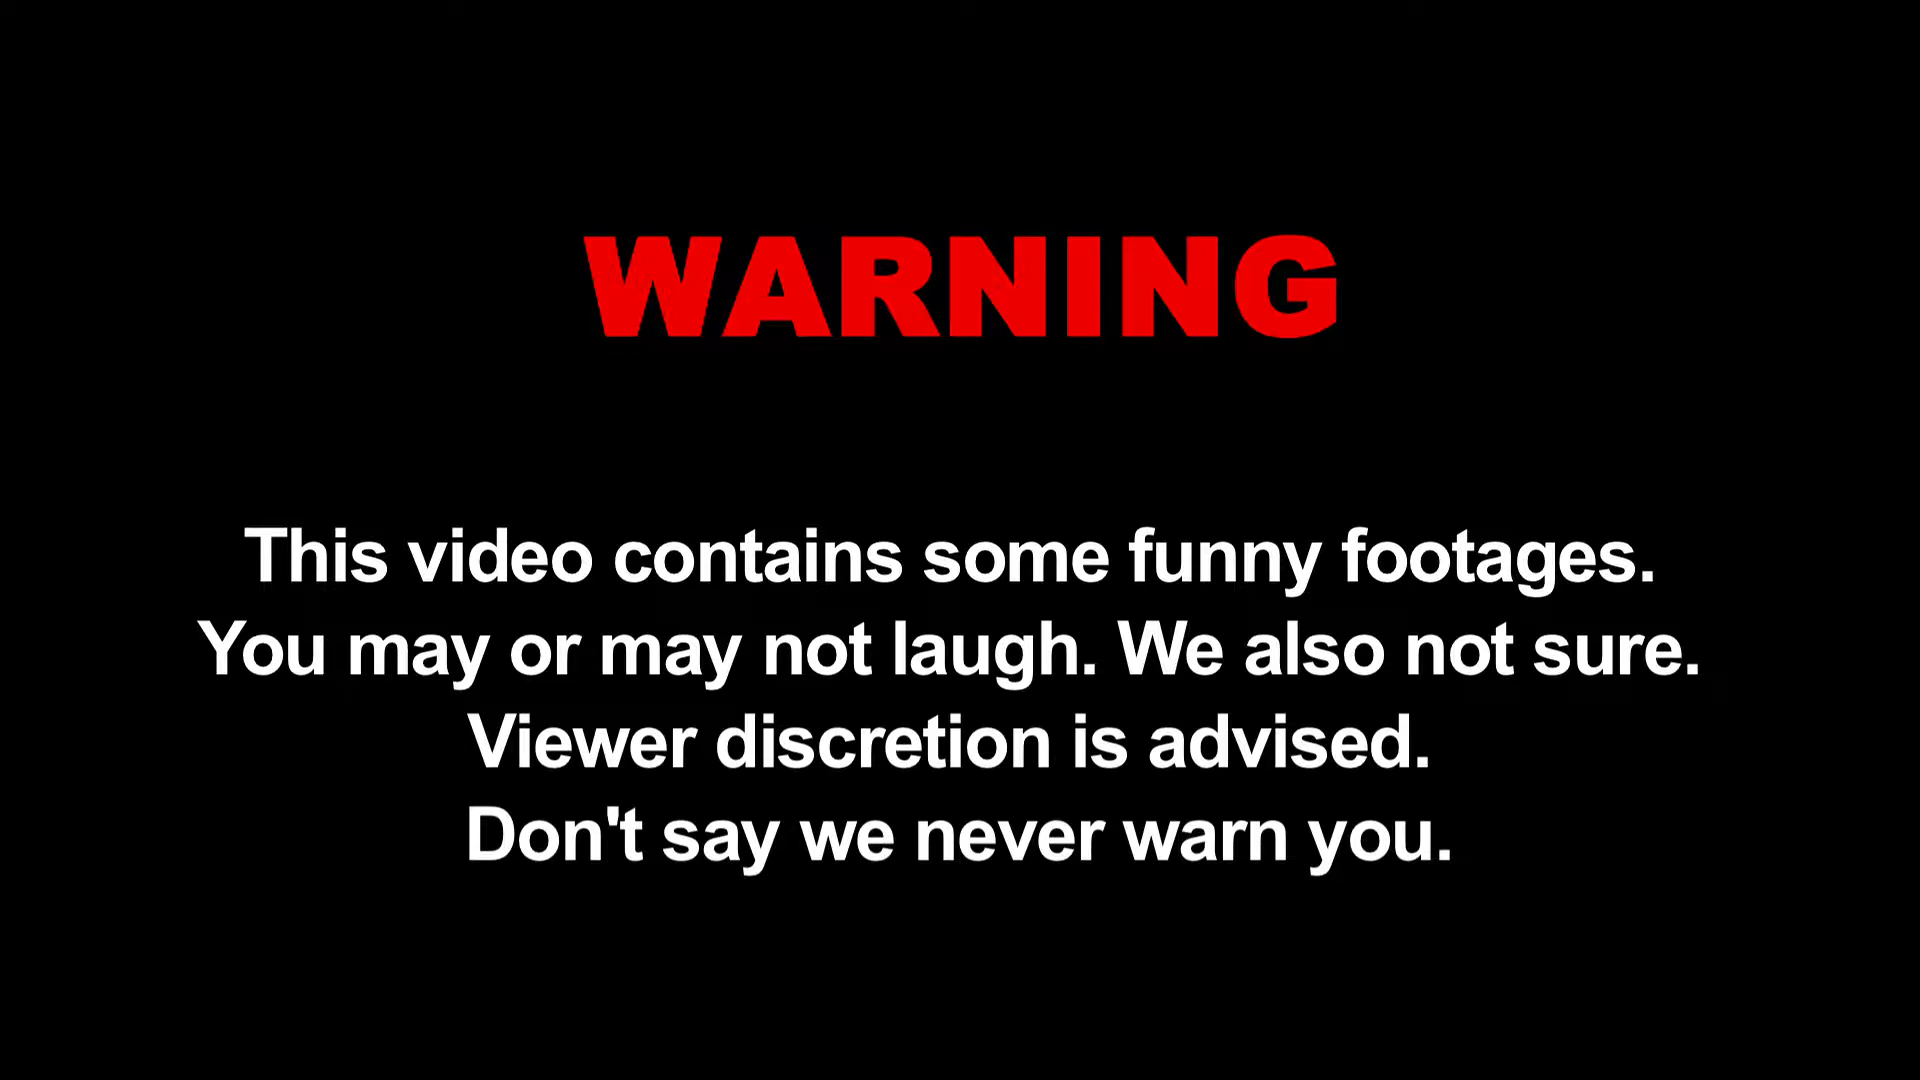 WARNING
This video contains some funny footages.
You may or may not laugh. We also not sure.
Viewer discretion is advised.
Don't say we never warn you.